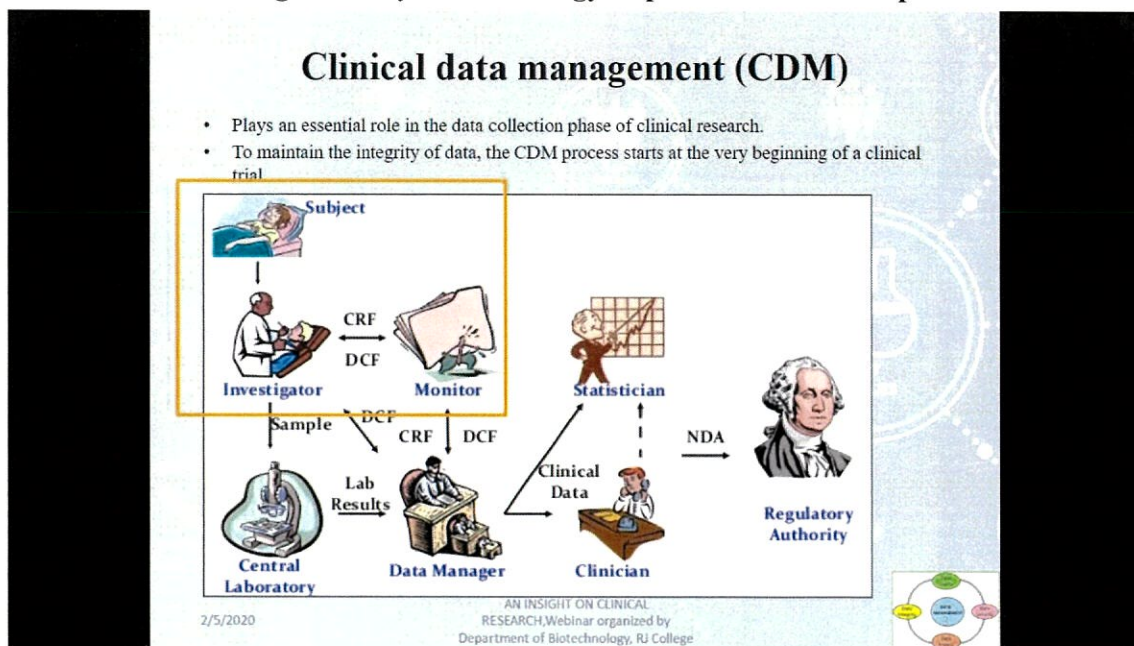 Clinical data management (CDM)
• Plays an essential role in the data collection phase of clinical research.
• To maintain the integrity of data, the CDM process starts at the very beginning of a clinical
trial
Subject
CRF
DCF
Investigator
Monitor
Statistician
Sample
DCF
CRF
DCF
NDA
Lab
Results
Clinical
Data
Regulatory
Authority
Central
Laboratory
Data Manager
Clinician
2/5/2020
AN INSIGHT ON CLINICAL
RESEARCH,Webinar organized by
Department of Biotechnology, RJ College